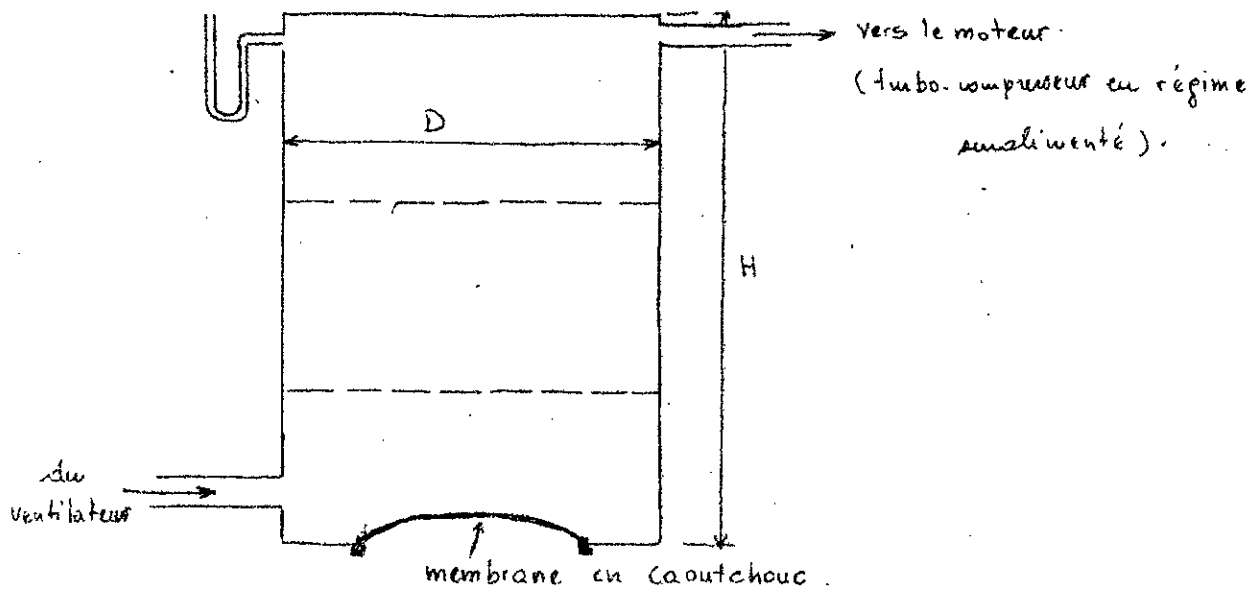 vers le moteur.
(turbo-compresseur en régime
suralimenté).
D
H
du
ventilateur
membrane en caoutchouc.